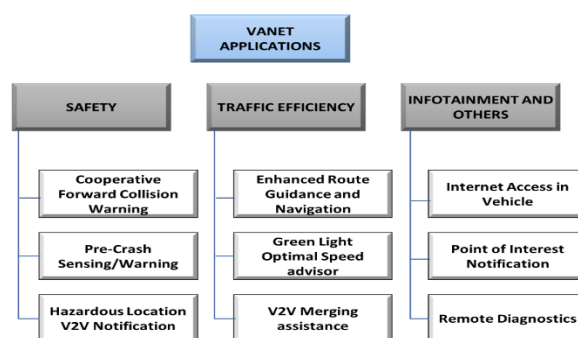 VANET
APPLICATIONS
SAFETY
TRAFFIC EFFICIENCY
INFOTAINMENT AND
OTHERS
Cooperative
Forward Collision
Warning
Enhanced Route
Guidance and
Navigation
Internet Access in
Vehicle
Pre-Crash
Sensing/Warning
Green Light
Optimal Speed
advisor
Point of Interest
Notification
Hazardous Location
V2V Notification
V2V Merging
assistance
Remote Diagnostics